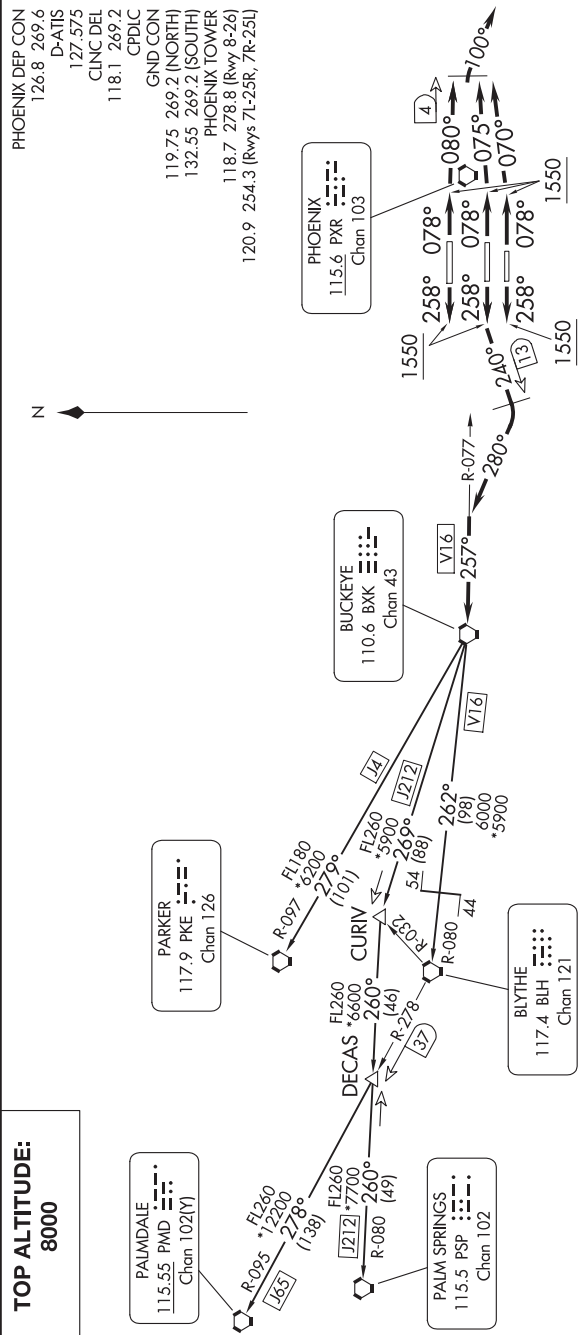 TOP ALTITUDE:
8000
PHOENIX DEP CON
126.8 269.6
D-ATIS
127.575
CLNC DEL
118.1 269.2
CPDLC
GND CON
119.75 269.2 (NORTH)
132.55 269.2 (SOUTH)
PHOENIX TOWER
118.7 278.8 (Rwy 8-26)
120.9 254.3 (Rwys 7L-25R, 7R-25L)
N
PHOENIX
115.6 PXR
Chan 103
4
100°
080°
075°
070°
078°
078°
078°
258°
258°
258°
1550
1550
1550
240°
13
280°
R-077
V16
257°
BUCKEYE
110.6 BXK
Chan 43
J4
FL180
*6200
279°
(101)
R-097
PARKER
117.9 PKE
Chan 126
J212
FL260
*5900
269°
(88)
CURIV
V16
262°
(98)
6000
*5900
54
44
R-080
R-032
BLYTHE
117.4 BLH
Chan 121
FL260
*6600
260°
(46)
DECAS
R-278
37
PALMDALE
115.55 PMD
Chan 102(Y)
R-095
FL260
*12200
278°
(138)
J65
FL260
*7700
260°
(49)
J212
R-080
PALM SPRINGS
115.5 PSP
Chan 102